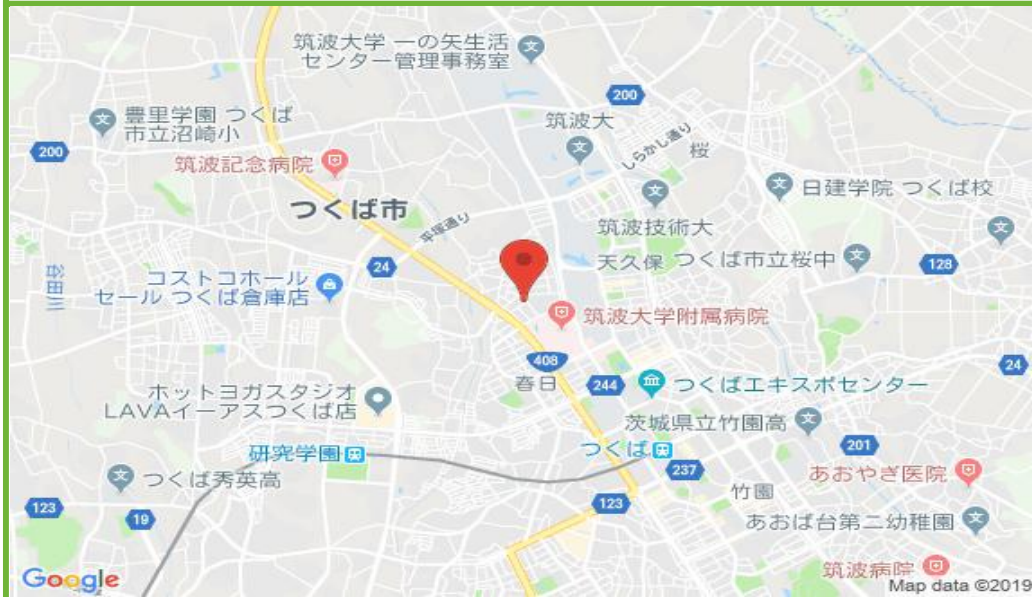 筑波大学 一の矢生活
センター管理事務室
200
豊里学園 つくば
市立沼崎小
筑波大
しらかし通り
桜
200
筑波記念病院
日建学院 つくば校
つくば市
平塚通り
筑波技術大
天久保
つくば市立桜中
128
谷田川
コストコホール
セール つくば倉庫店
24
筑波大学附属病院
408
春日
244
つくばエキスポセンター
24
ホットヨガスタジオ
LAVAイーアスつくば店
茨城県立竹園高
201
研究学園
つくば
237
あおやぎ医院
つくば秀英高
竹園
123
19
123
あおば台第二幼稚園
筑波病院
Google
Map data ©2019